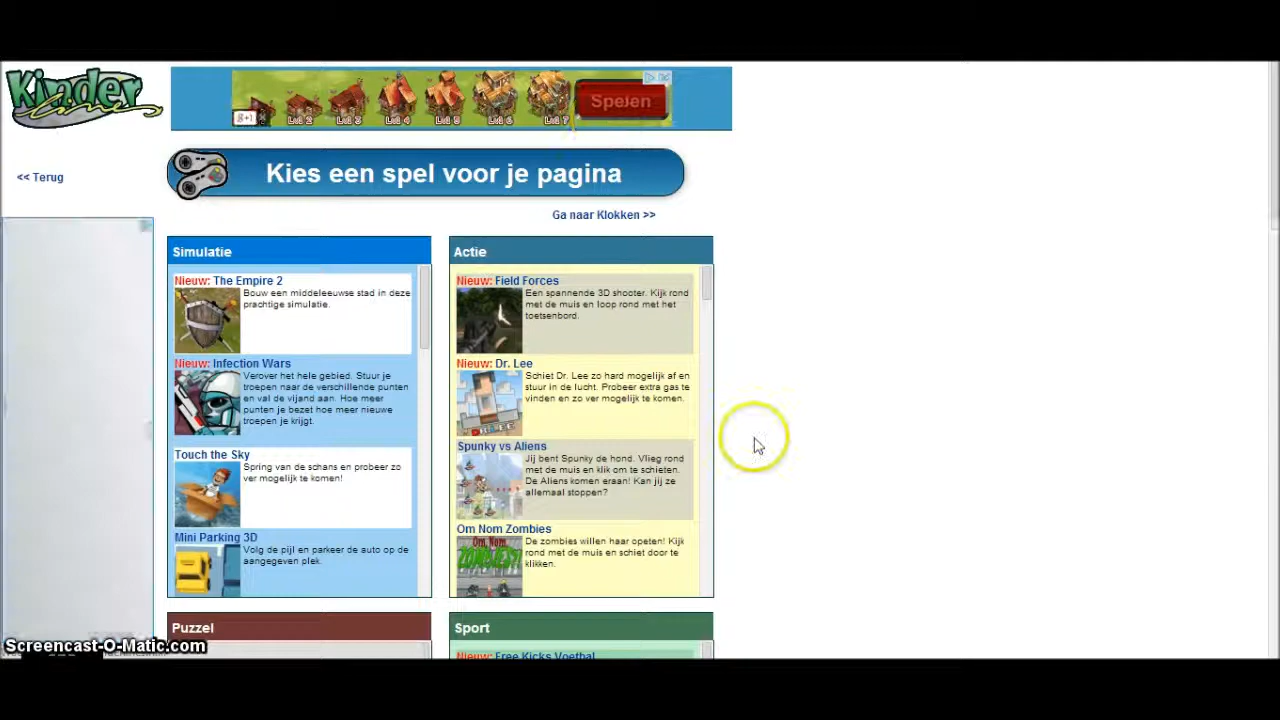 Kinder
Lvl 2
Lvl 3
Lvl 4
Lvl 5
Lvl 6
Lvl 7
Spelen
g+1
<< Terug
Kies een spel voor je pagina
Ga naar Klokken >>
Simulatie
Nieuw: The Empire 2
Bouw een middeleeuwse stad in deze
prachtige simulatie.
Nieuw: Infection Wars
Verover het hele gebied. Stuur je
troepen naar de verschillende punten
en val de vijand aan. Hoe meer
punten je bezet hoe meer nieuwe
troepen je krijgt.
Touch the Sky
Spring van de schans en probeer zo
ver mogelijk te komen!
Mini Parking 3D
Volg de pijl en parkeer de auto op de
aangegeven plek.
Actie
Nieuw: Field Forces
Een spannende 3D shooter. Kijk rond
met de muis en loop rond met het
toetsenbord.
Nieuw: Dr. Lee
Schiet Dr. Lee zo hard mogelijk af en
stuur in de lucht. Probeer extra gas te
vinden en zo ver mogelijk te komen.
DR.LEE
Spunky vs Aliens
Jij bent Spunky de hond. Vlieg rond
met de muis en klik om te schieten.
De Aliens komen eraan! Kan jij ze
allemaal stoppen?
Om Nom Zombies
De zombies willen haar opeten! Kijk
rond met de muis en schiet door te
klikken.
Om Nom
ZOMBIES!
Puzzel
Sport
Nieuw: Free Kicks Voetbal
Screencast-O-Matic.com